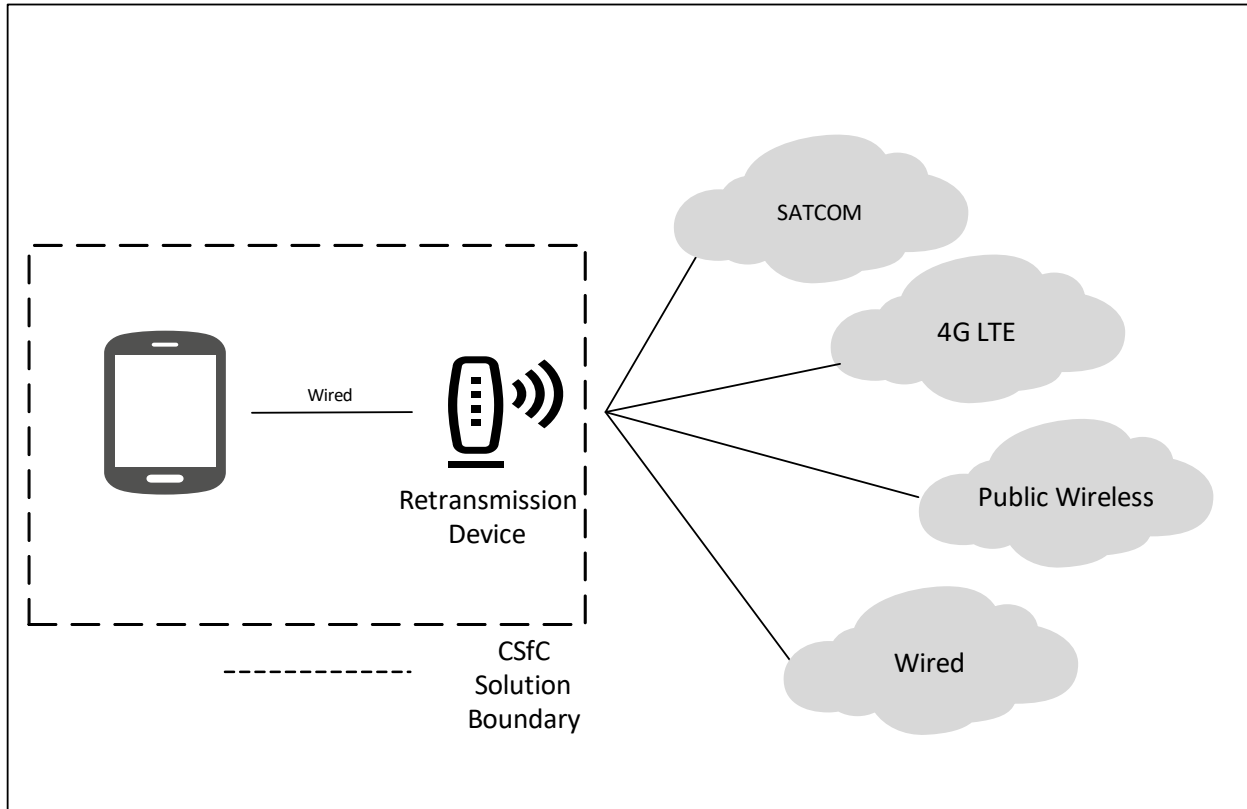 SATCOM
4G LTE
Wired
Retransmission
Device
Public Wireless
CSfC
Solution
Boundary
Wired